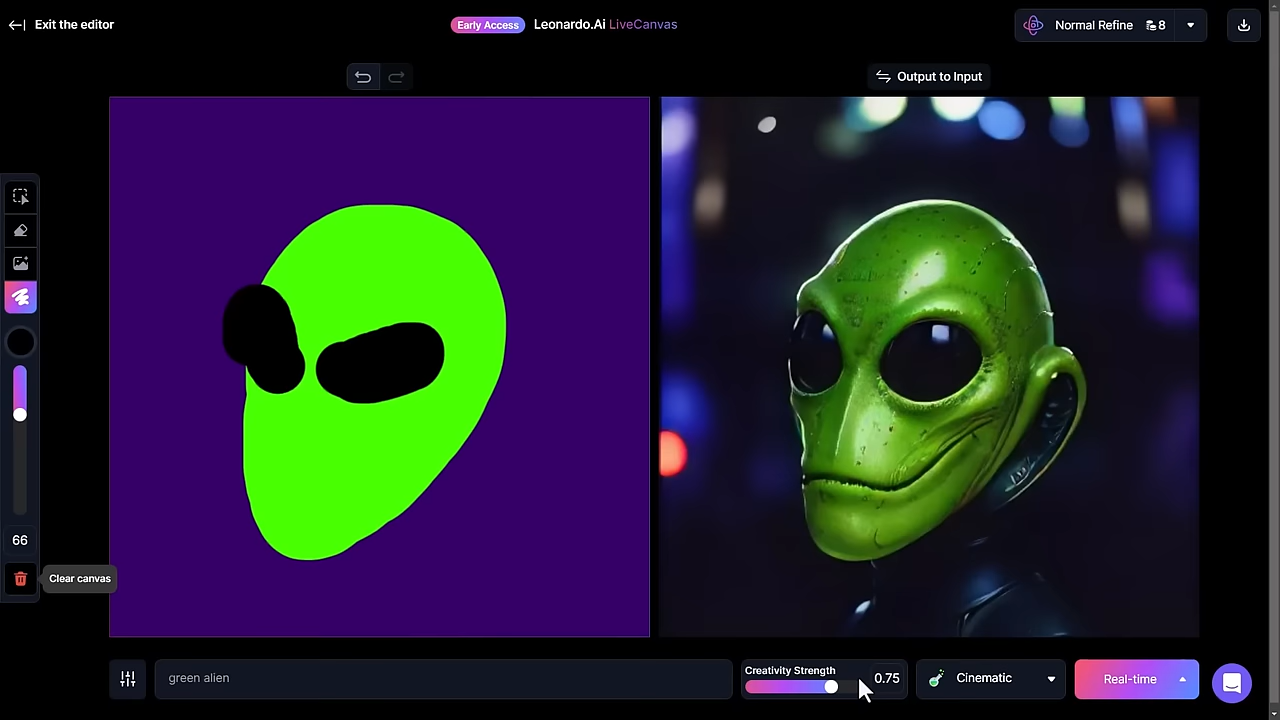 Exit the editor
Early Access Leonardo.Ai LiveCanvas
Normal Refine 8
Output to Input
66
Clear canvas
green alien
Creativity Strength
0.75
Cinematic
Real-time